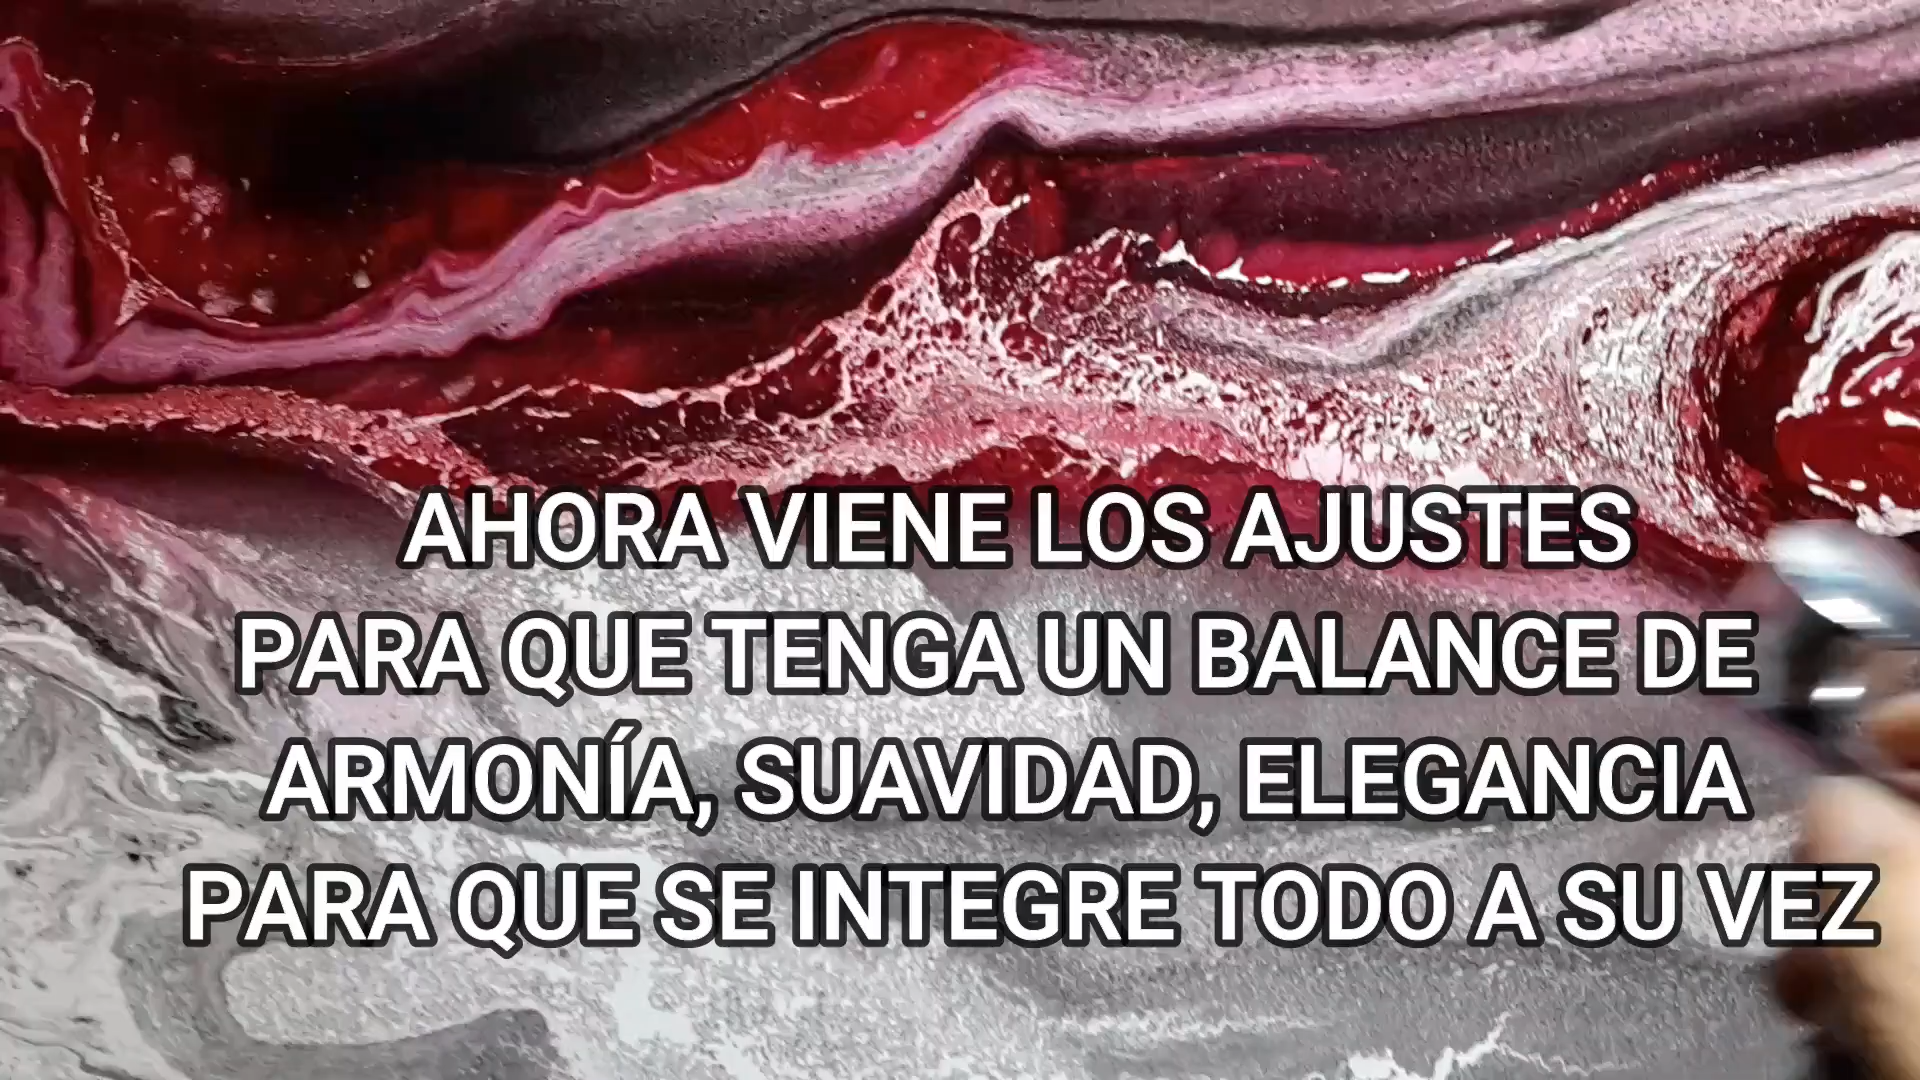 AHORA VIENE LOS AJUSTES
PARA QUE TENGA UN BALANCE DE
ARMONÍA, SUAVIDAD, ELEGANCIA
PARA QUE SE INTEGRE TODO A SU VEZ